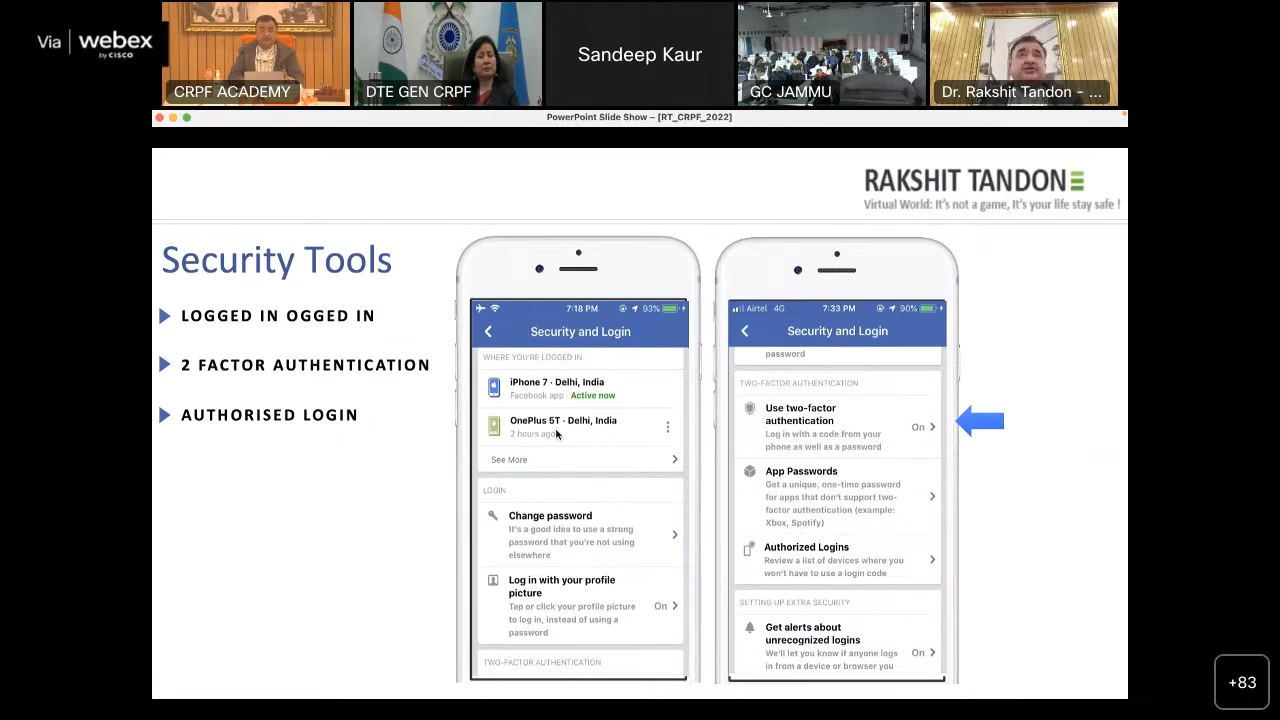 Via webex
by CISCO
CRPF ACADEMY
DTE GEN CRPF
Sandeep Kaur
GC JAMMU
Dr. Rakshit Tandon - ...
PowerPoint Slide Show – [RT_CRPF_2022]
RAKSHIT TANDON
Virtual World: It's not a game, It's your life stay safe !
Security Tools
LOGGED IN OGGED IN
2 FACTOR AUTHENTICATION
AUTHORISED LOGIN
7:18 PM 93%
Security and Login
WHERE YOU'RE LOGGED IN
iPhone 7 · Delhi, India
Facebook app · Active now
OnePlus 5T · Delhi, India
2 hours ago
See More
LOGIN
Change password
It's a good idea to use a strong
password that you're not using
elsewhere
Log in with your profile
picture
Tap or click your profile picture
to log in, instead of using a
password
On
TWO-FACTOR AUTHENTICATION
Airtel 4G 7:33 PM 90%
Security and Login
password
TWO-FACTOR AUTHENTICATION
Use two-factor
authentication
Log in with a code from your
phone as well as a password
On
App Passwords
Get a unique, one-time password
for apps that don't support two-
factor authentication (example:
Xbox, Spotify)
Authorized Logins
Review a list of devices where you
won't have to use a login code
SETTING UP EXTRA SECURITY
Get alerts about
unrecognized logins
We'll let you know if anyone logs
in from a device or browser you
On
+83